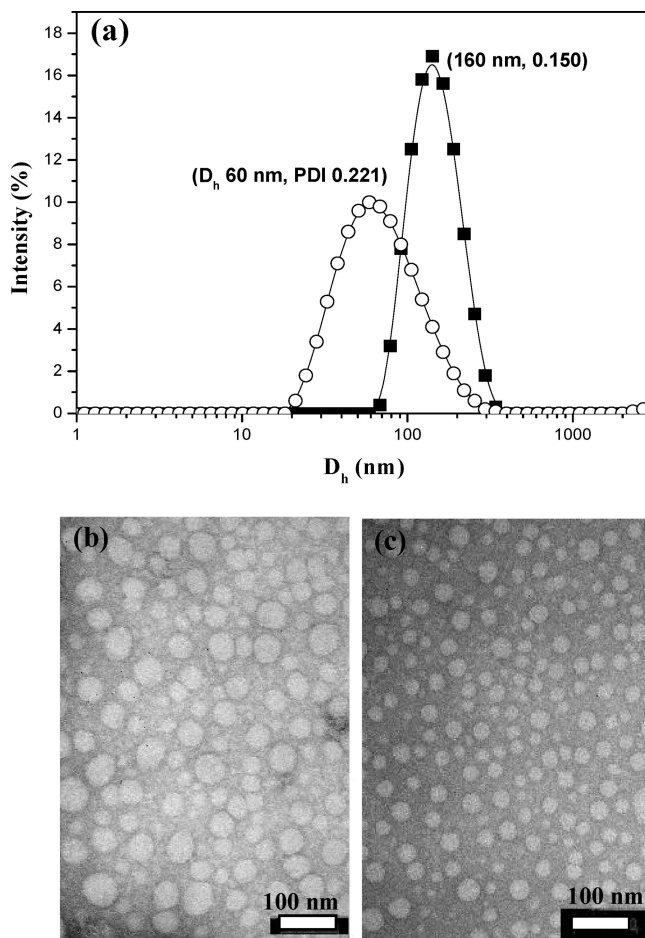 (a)
18
16
14
12
10
8
6
4
2
0
Intensity (%)
(160 nm, 0.150)
(Dₕ 60 nm, PDI 0.221)
1 10 100 1000
Dₕ (nm)
(b)
(c)
100 nm
100 nm